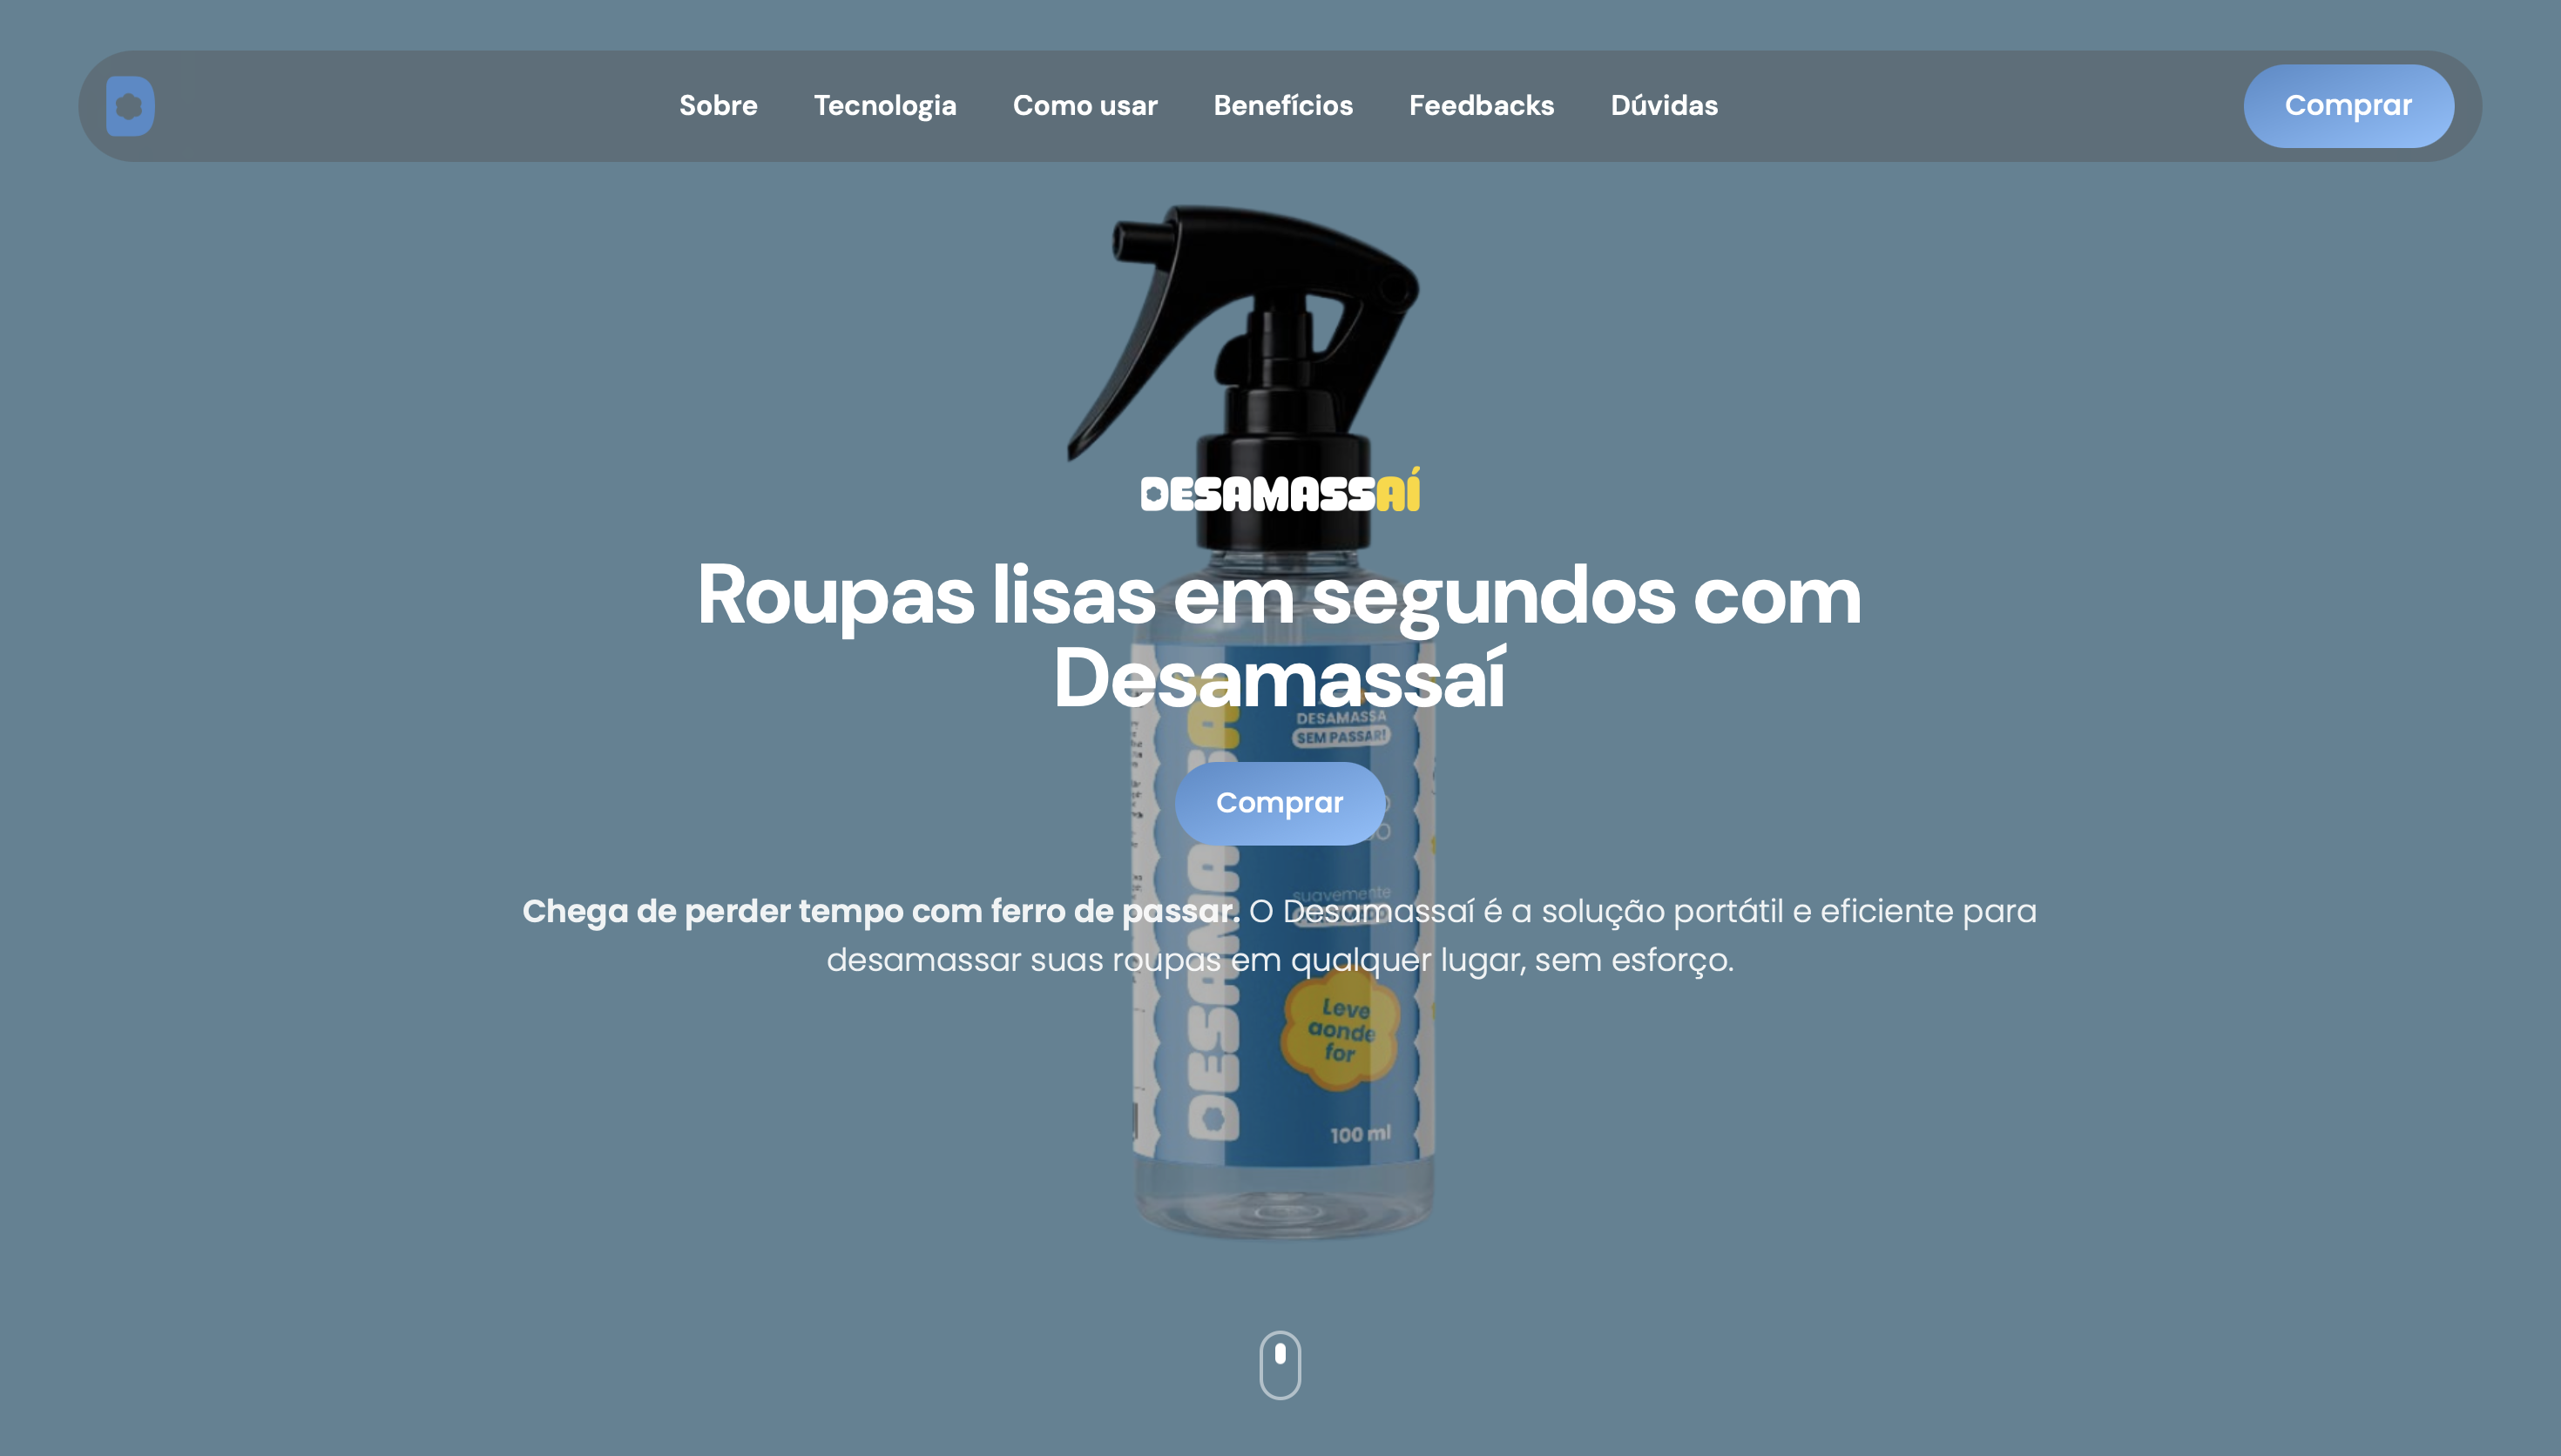 Sobre Tecnologia Como usar Benefícios Feedbacks Dúvidas Comprar
DESAMASSAÍ
Roupas lisas em segundos com
Desamassaí
DESAMASSA
SEM PASSAR!
Comprar
suavemente
Chega de perder tempo com ferro de passar. O Desamassaí é a solução portátil e eficiente para
desamassar suas roupas em qualquer lugar, sem esforço.
Leve
aonde
for
100 ml